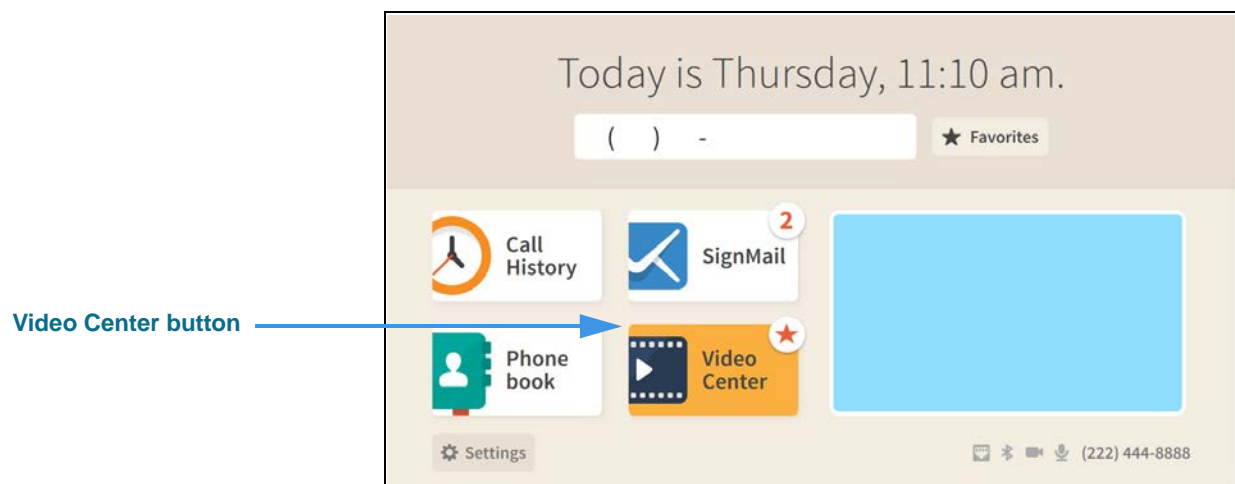 Today is Thursday, 11:10 am.
( ) -
★ Favorites
Call
History
2
SignMail
Video Center button
Phone
book
Video
Center
Settings
(222) 444-8888